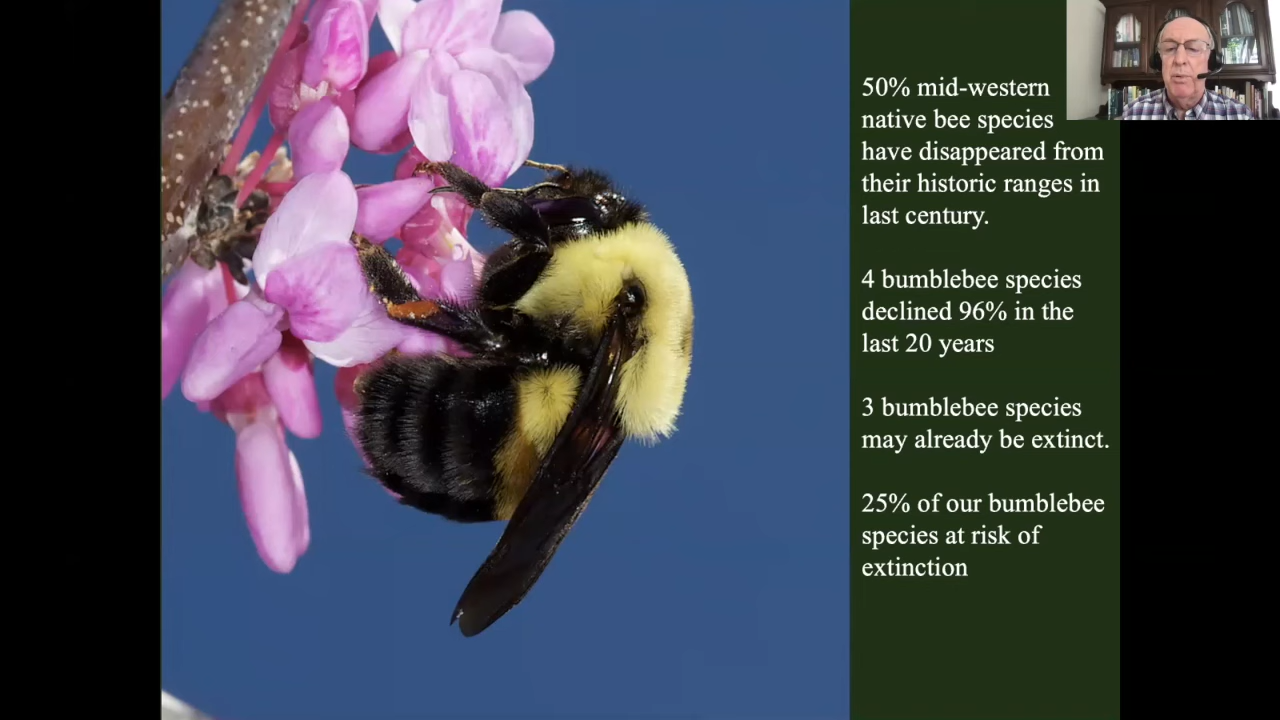 50% mid-western
native bee species
have disappeared from
their historic ranges in
last century.
4 bumblebee species
declined 96% in the
last 20 years
3 bumblebee species
may already be extinct.
25% of our bumblebee
species at risk of
extinction